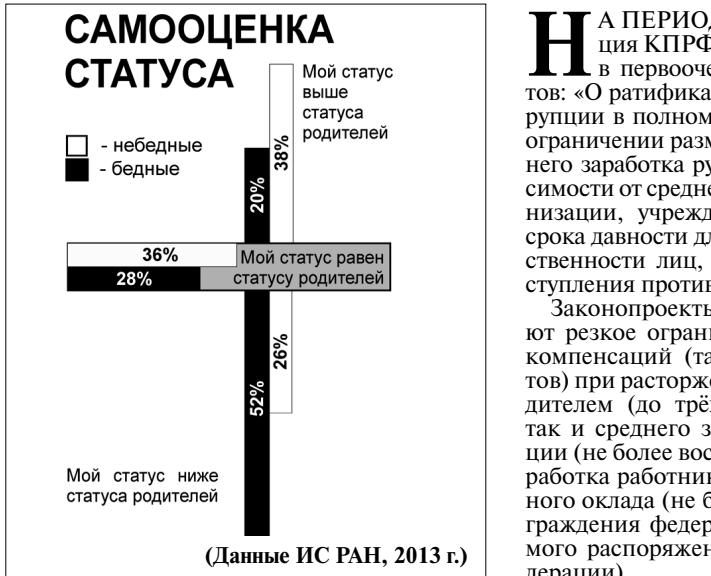 САМООЦЕНКА
СТАТУСА
Мой статус
выше
статуса
родителей
- небедные
- бедные
38%
20%
36%
Мой статус равен
28%
статусу родителей
26%
52%
Мой статус ниже
статуса родителей
(Данные ИС РАН, 2013 г.)
НА ПЕРИОД
ция КПРФ
в первооче
тов: «О ратифика
рупции в полном
ограничении разм
него заработка ру
симости от средне
низации, учрежд
срока давности дл
ственности лиц,
ступления против
Законопроекты
ют резкое ограни
компенсаций (та
тов) при расторже
дителем (до трёх
так и среднего з
ции (не более вос
работка работник
ного оклада (не б
граждения федер
мого распоряжен
дерации)